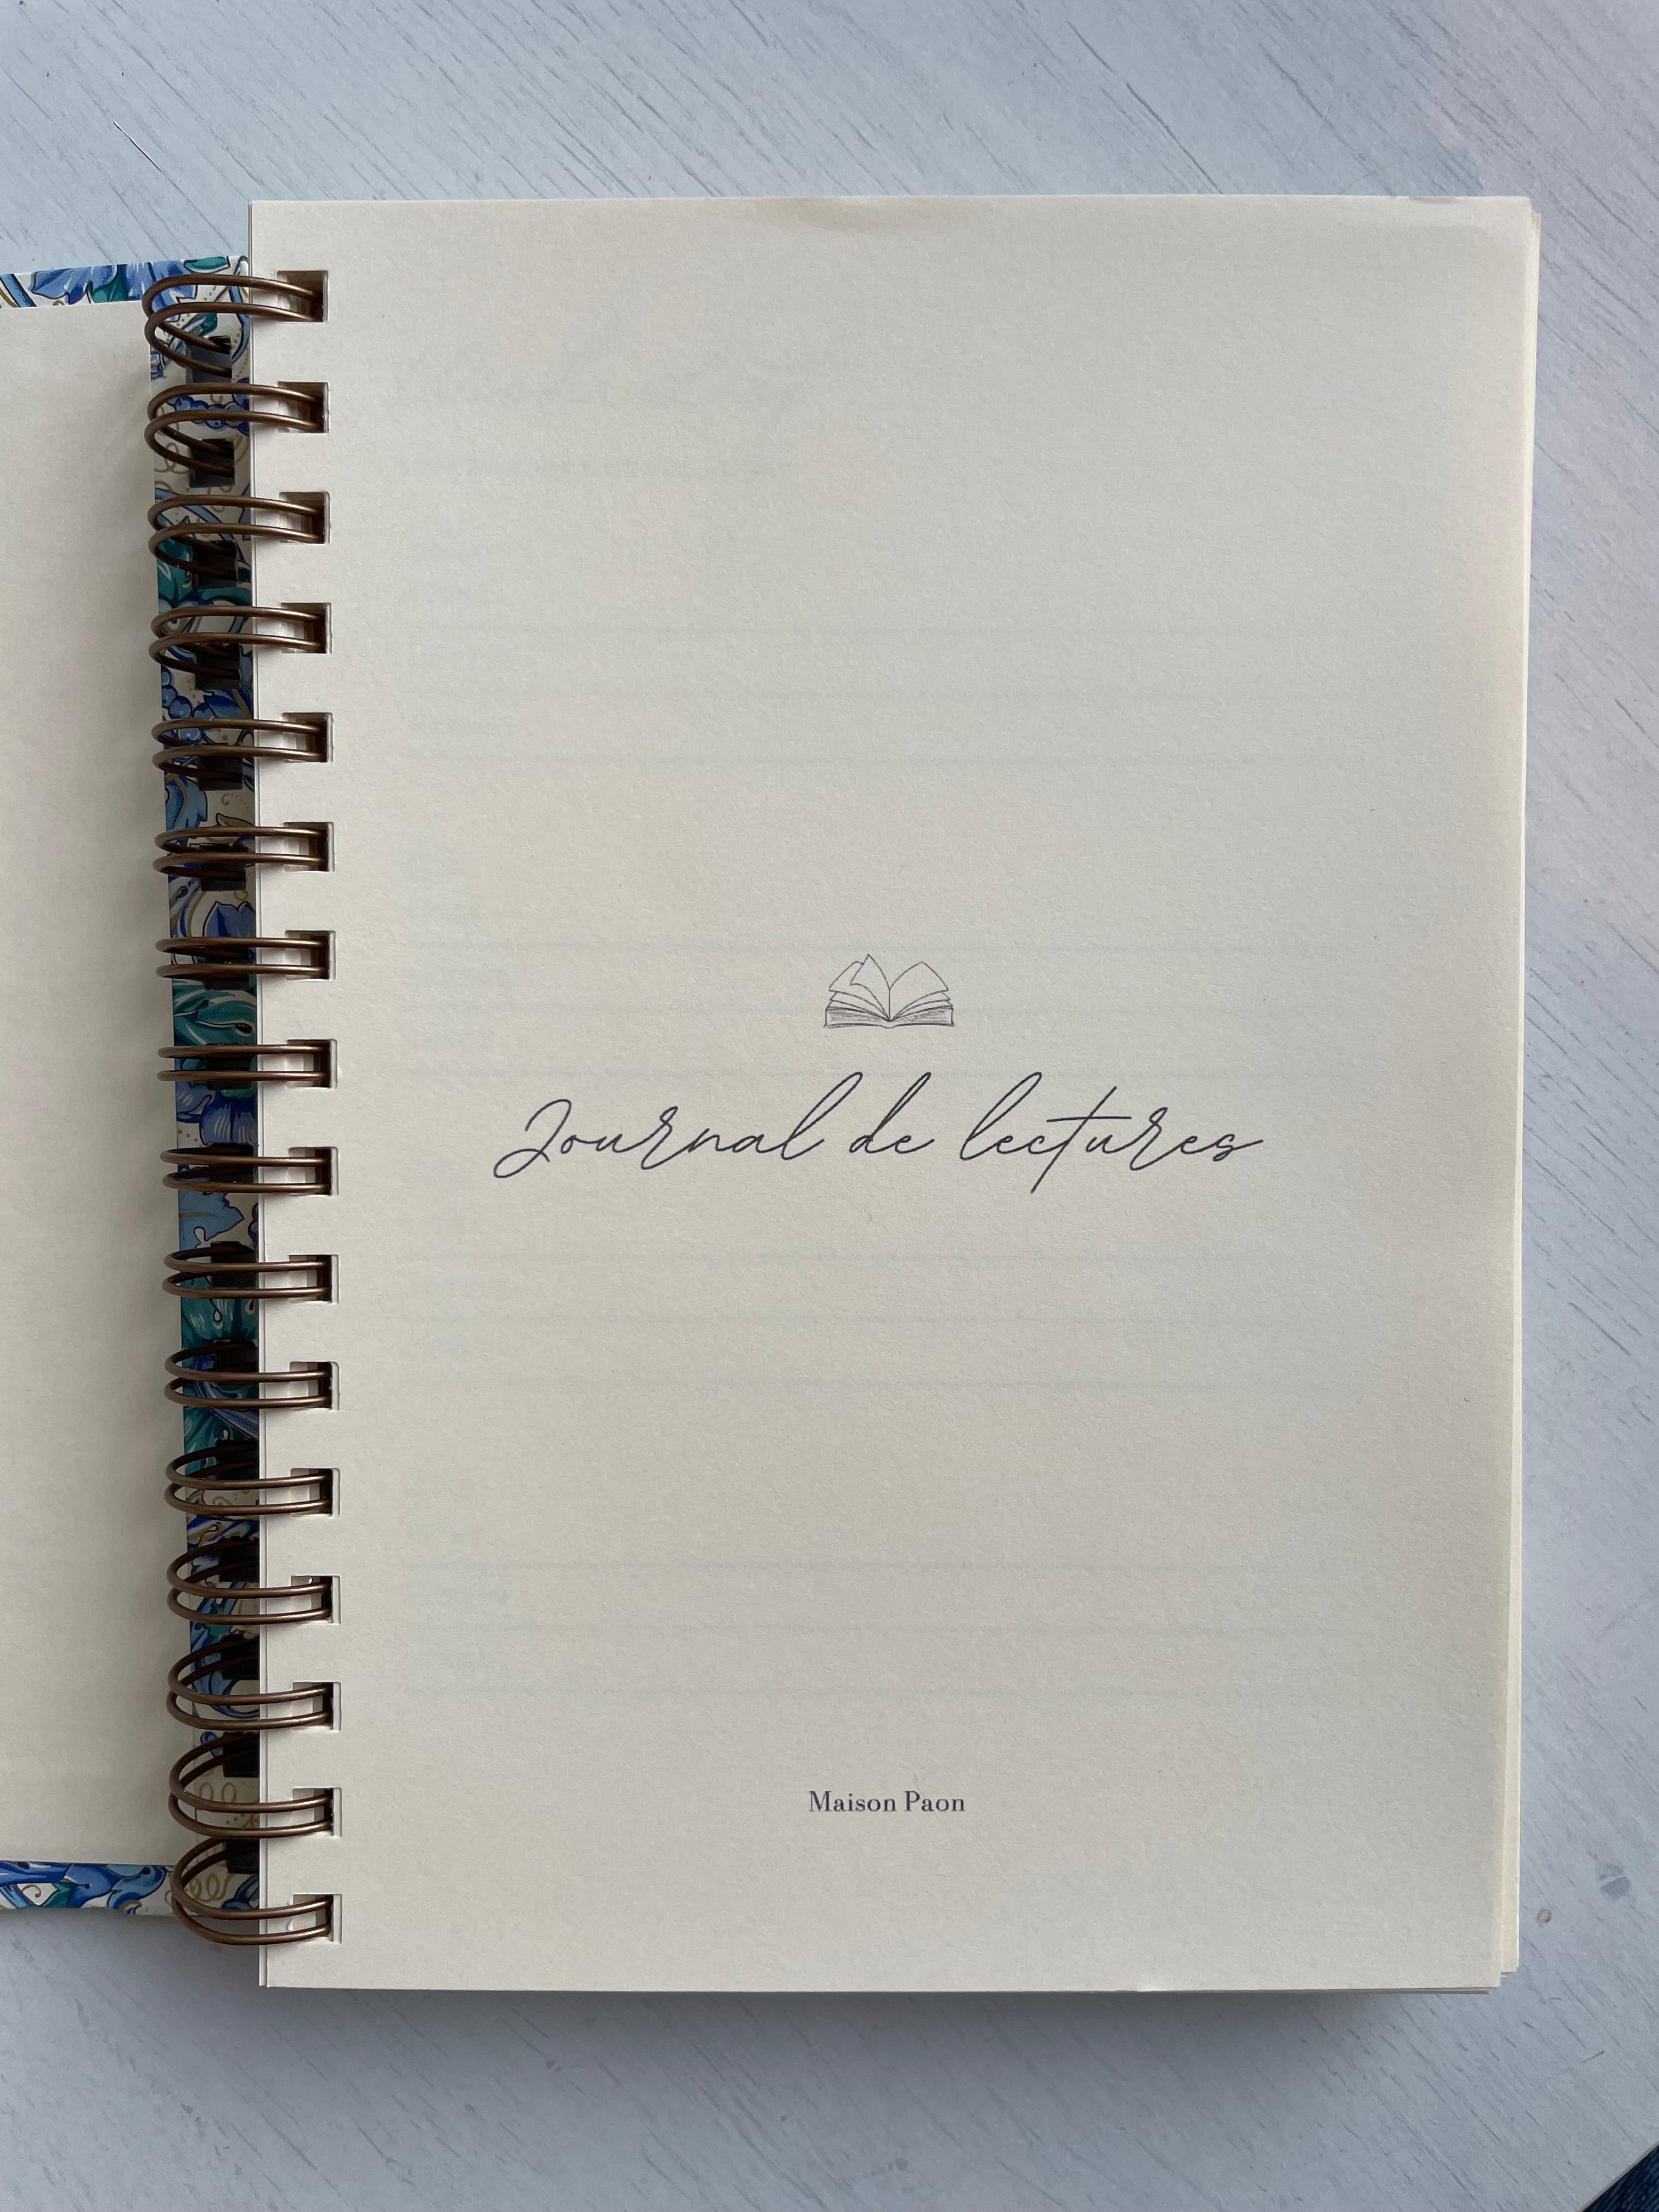 Journal de lectures
Maison Paon